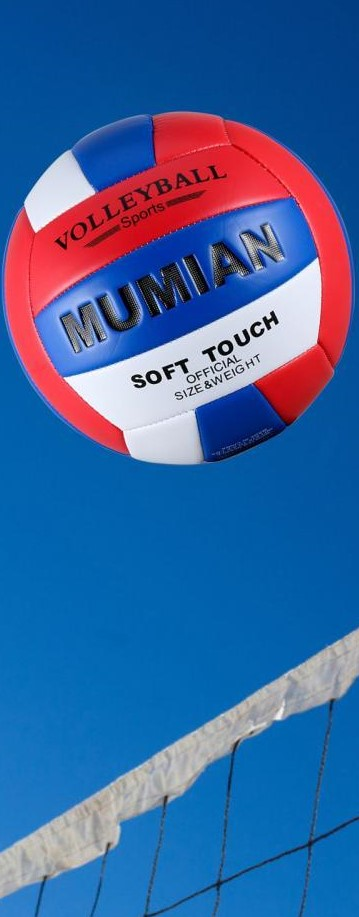 VOLLEYBALL
Sports
MUMIAN
SOFT TOUCH
OFFICIAL
SIZE&WEIGHT